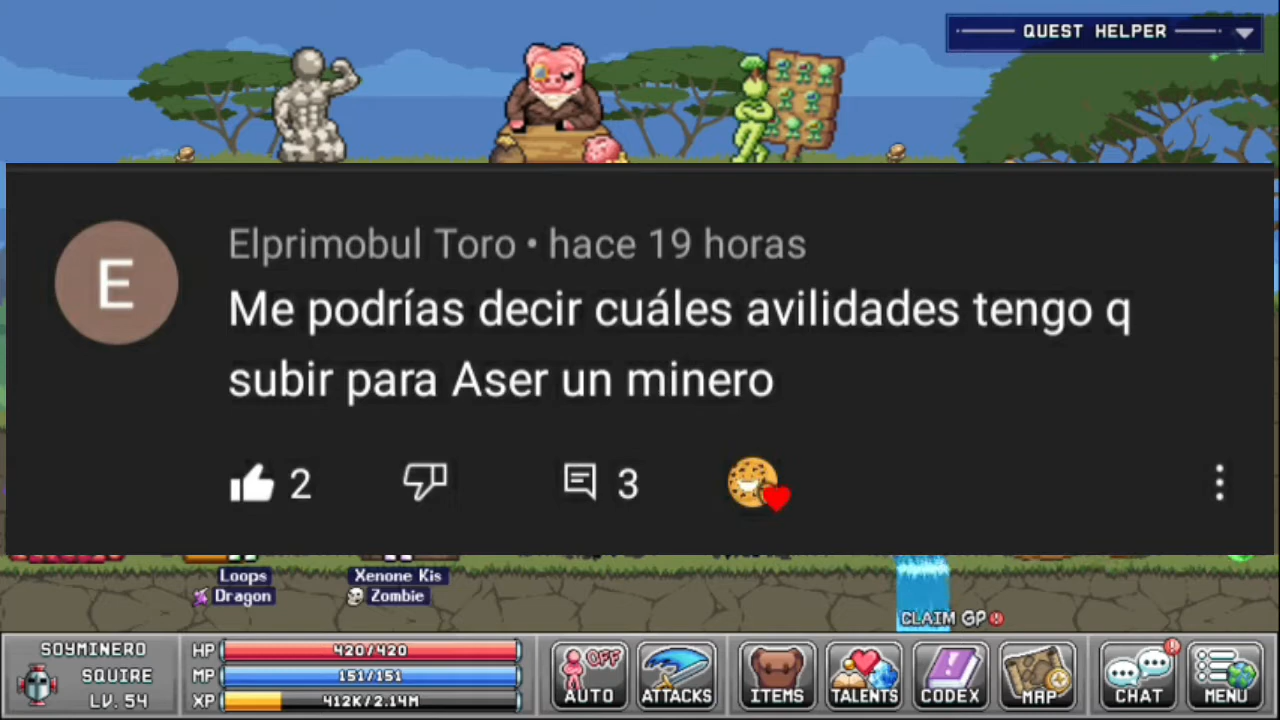 QUEST HELPER
E
Elprimobul Toro • hace 19 horas
Me podrías decir cuáles avilidades tengo q
subir para Aser un minero
2
3
Loops
Dragon
Xenone Kis
Zombie
CLAIM GP
SOYMINERO
SQUIRE
LV. 54
HP 420/420
MP 151/151
XP 412K/2.14M
OFF
AUTO
ATTACKS
ITEMS
TALENTS
CODEX
MAP
CHAT
MENU